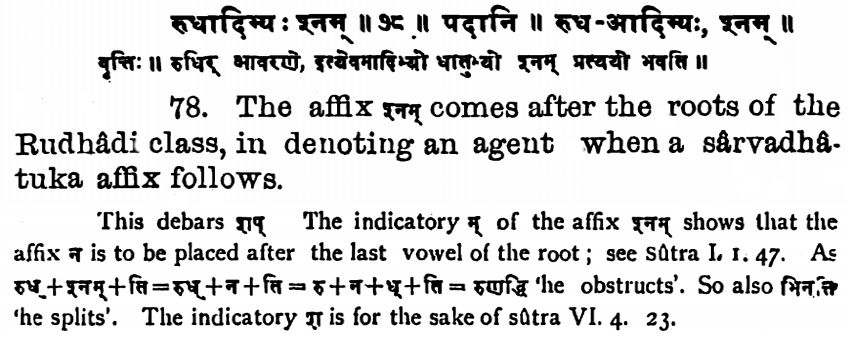 रुधादिभ्यः श्नम् ॥ ७८ ॥ पदानि ॥ रुध-आदिभ्यः, श्नम् ॥
वृत्तिः ॥ रुधिर् आवरणे, इत्येवमादिभ्यो धातुभ्यो श्नम् प्रत्ययो भवति ॥
78. The affix श्नम् comes after the roots of the
Rudhâdi class, in denoting an agent when a sârvadhâ-
tuka affix follows.
This debars शप् The indicatory म् of the affix श्नम् shows that the
affix न is to be placed after the last vowel of the root ; see sûtra I. 1. 47. As
रुध्+श्नम्+ति=रुध्+न+ति = रु+न+ध्+ति = रुणद्धि 'he obstructs'. So also भिनत्ति
'he splits'. The indicatory श is for the sake of sûtra VI. 4. 23.